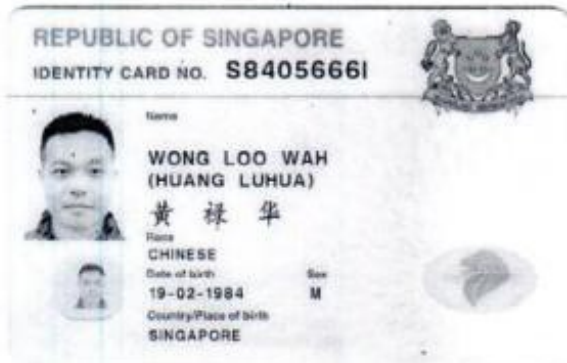 REPUBLIC OF SINGAPORE
IDENTITY CARD NO. S8405666I
Name
WONG LOO WAH
(HUANG LUHUA)
黄 禄 华
Race
CHINESE
Date of birth Sex
19-02-1984 M
Country/Place of birth
SINGAPORE